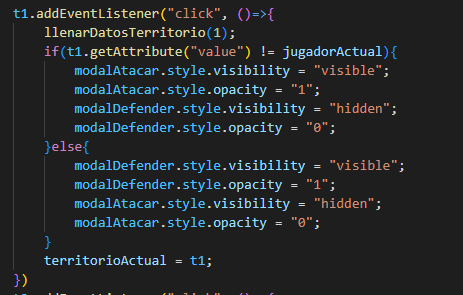 t1.addEventListener("click", ()=>{
    llenarDatosTerritorio(1);
    if(t1.getAttribute("value") != jugadorActual){
        modalAtacar.style.visibility = "visible";
        modalAtacar.style.opacity = "1";
        modalDefender.style.visibility = "hidden";
        modalDefender.style.opacity = "0";
    }else{
        modalDefender.style.visibility = "visible";
        modalDefender.style.opacity = "1";
        modalAtacar.style.visibility = "hidden";
        modalAtacar.style.opacity = "0";
    }
    territorioActual = t1;
})